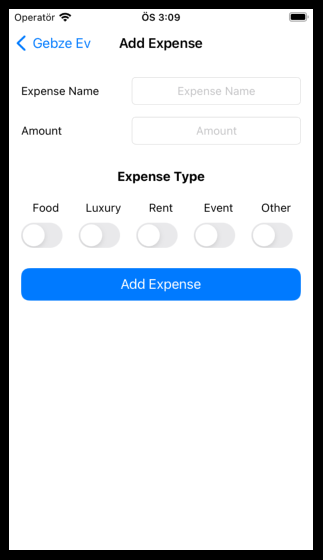 Operatör ÖS 3:09
Gebze Ev Add Expense
Expense Name Expense Name
Amount Amount
Expense Type
Food Luxury Rent Event Other
Add Expense